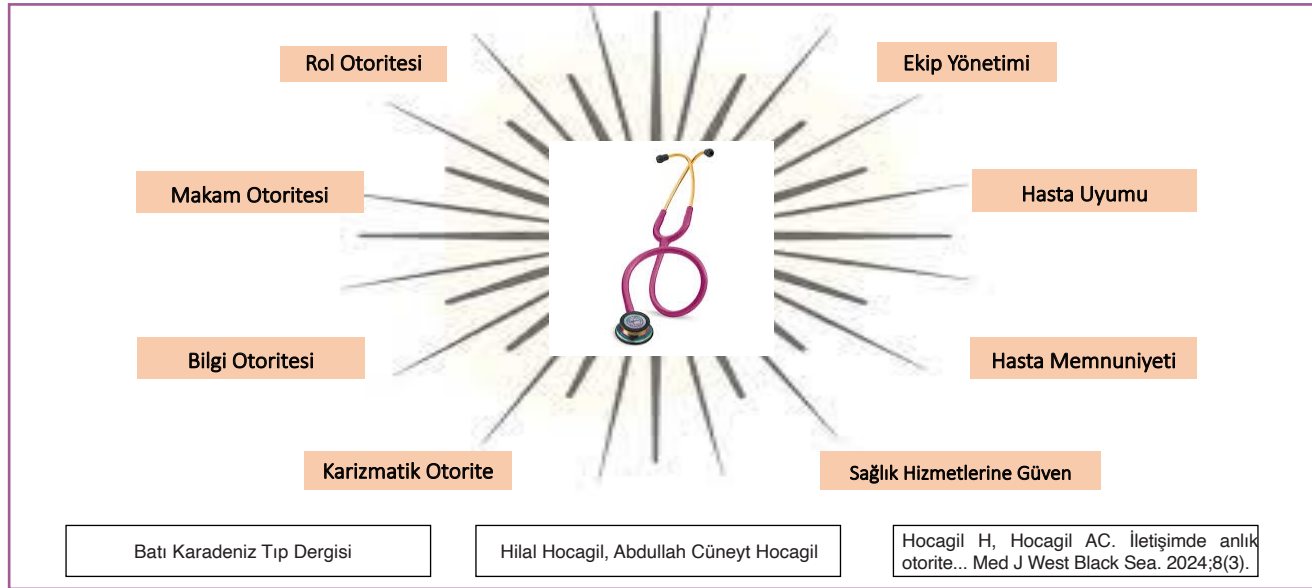 Rol Otoritesi
Ekip Yönetimi
Makam Otoritesi
Hasta Uyumu
Bilgi Otoritesi
Hasta Memnuniyeti
Karizmatik Otorite
Sağlık Hizmetlerine Güven
Batı Karadeniz Tıp Dergisi
Hilal Hocagil, Abdullah Cüneyt Hocagil
Hocagil H, Hocagil AC. İletişimde anlık
otorite... Med J West Black Sea. 2024;8(3).